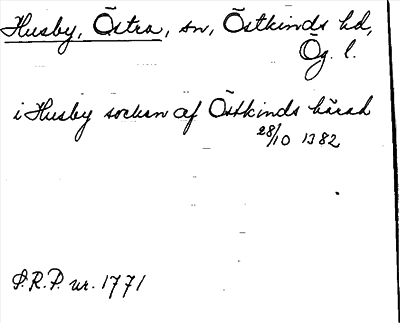 Husby, Östra, sn, Östkinds hd,
Ög. l.
i Husby socken af Östkinds härad
28/10 1382
S.R.P. nr. 1771